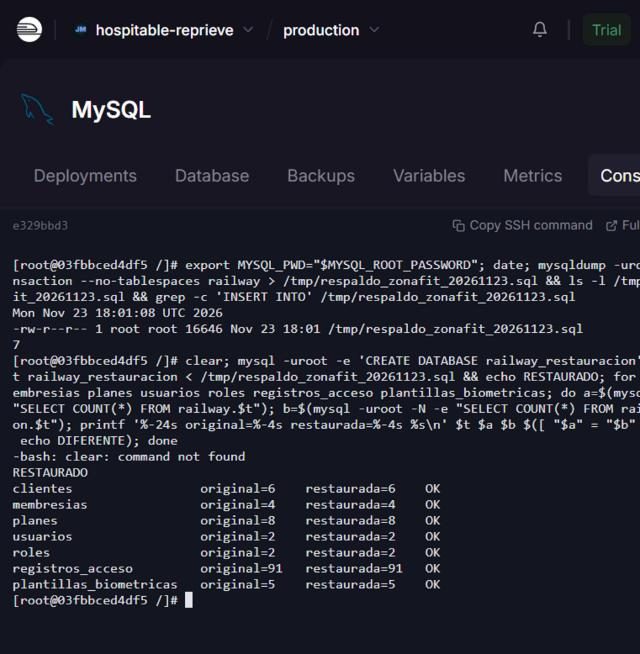 JM hospitable-reprieve production Trial
MySQL
Deployments Database Backups Variables Metrics Cons
e329bbd3 Copy SSH command Ful
[root@03fbbced4df5 /]# export MYSQL_PWD="$MYSQL_ROOT_PASSWORD"; date; mysqldump -uro
nsaction --no-tablespaces railway > /tmp/respaldo_zonafit_20261123.sql && ls -l /tmp
it_20261123.sql && grep -c 'INSERT INTO' /tmp/respaldo_zonafit_20261123.sql
Mon Nov 23 18:01:08 UTC 2026
-rw-r--r-- 1 root root 16646 Nov 23 18:01 /tmp/respaldo_zonafit_20261123.sql
7
[root@03fbbced4df5 /]# clear; mysql -uroot -e 'CREATE DATABASE railway_restauracion'
t railway_restauracion < /tmp/respaldo_zonafit_20261123.sql && echo RESTAURADO; for
embresias planes usuarios roles registros_acceso plantillas_biometricas; do a=$(mysq
"SELECT COUNT(*) FROM railway.$t"); b=$(mysql -uroot -N -e "SELECT COUNT(*) FROM rai
on.$t"); printf '%-24s original=%-4s restaurada=%-4s %s\n' $t $a $b $([ "$a" = "$b"
 echo DIFERENTE); done
-bash: clear: command not found
RESTAURADO
clientes original=6 restaurada=6 OK
membresias original=4 restaurada=4 OK
planes original=8 restaurada=8 OK
usuarios original=2 restaurada=2 OK
roles original=2 restaurada=2 OK
registros_acceso original=91 restaurada=91 OK
plantillas_biometricas original=5 restaurada=5 OK
[root@03fbbced4df5 /]#